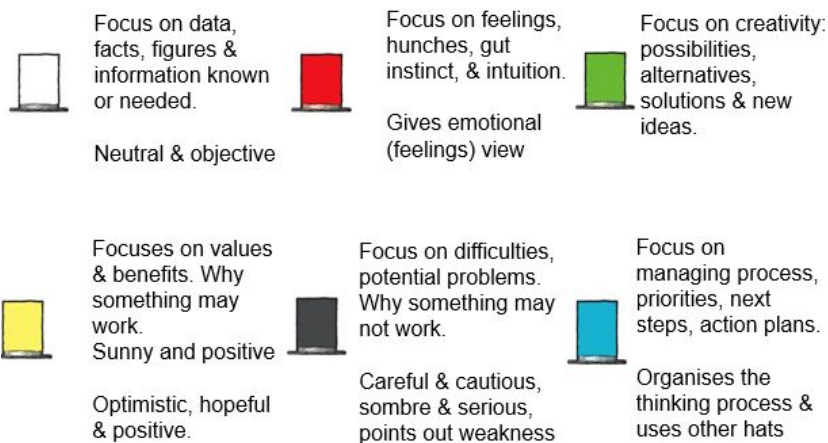 Focus on data,
facts, figures &
information known
or needed.
Neutral & objective
Focus on feelings,
hunches, gut
instinct, & intuition.
Gives emotional
(feelings) view
Focus on creativity:
possibilities,
alternatives,
solutions & new
ideas.
Focuses on values
& benefits. Why
something may
work.
Sunny and positive
Optimistic, hopeful
& positive.
Focus on difficulties,
potential problems.
Why something may
not work.
Careful & cautious,
sombre & serious,
points out weakness
Focus on
managing process,
priorities, next
steps, action plans.
Organises the
thinking process &
uses other hats